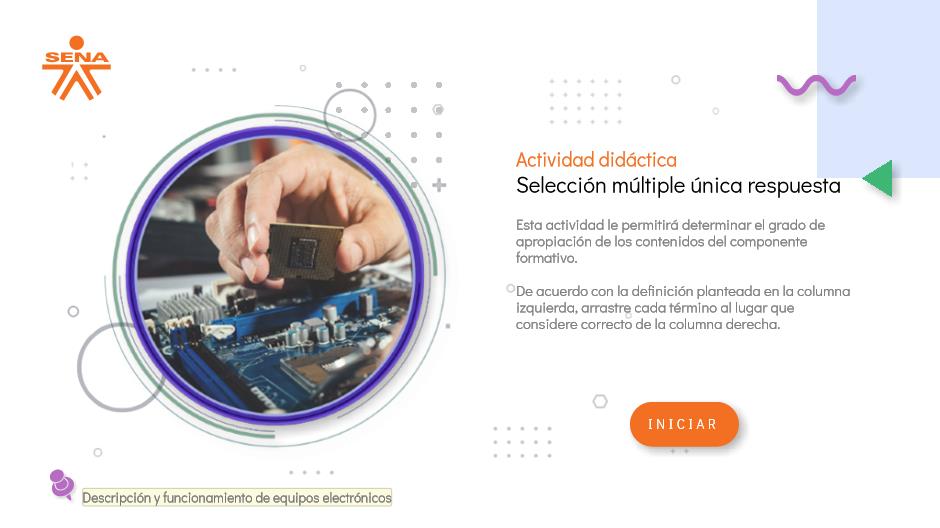 SENA
Actividad didáctica
Selección múltiple única respuesta
Esta actividad le permitirá determinar el grado de
apropiación de los contenidos del componente
formativo.
De acuerdo con la definición planteada en la columna
izquierda, arrastre cada término al lugar que
considere correcto de la columna derecha.
INICIAR
Descripción y funcionamiento de equipos electrónicos